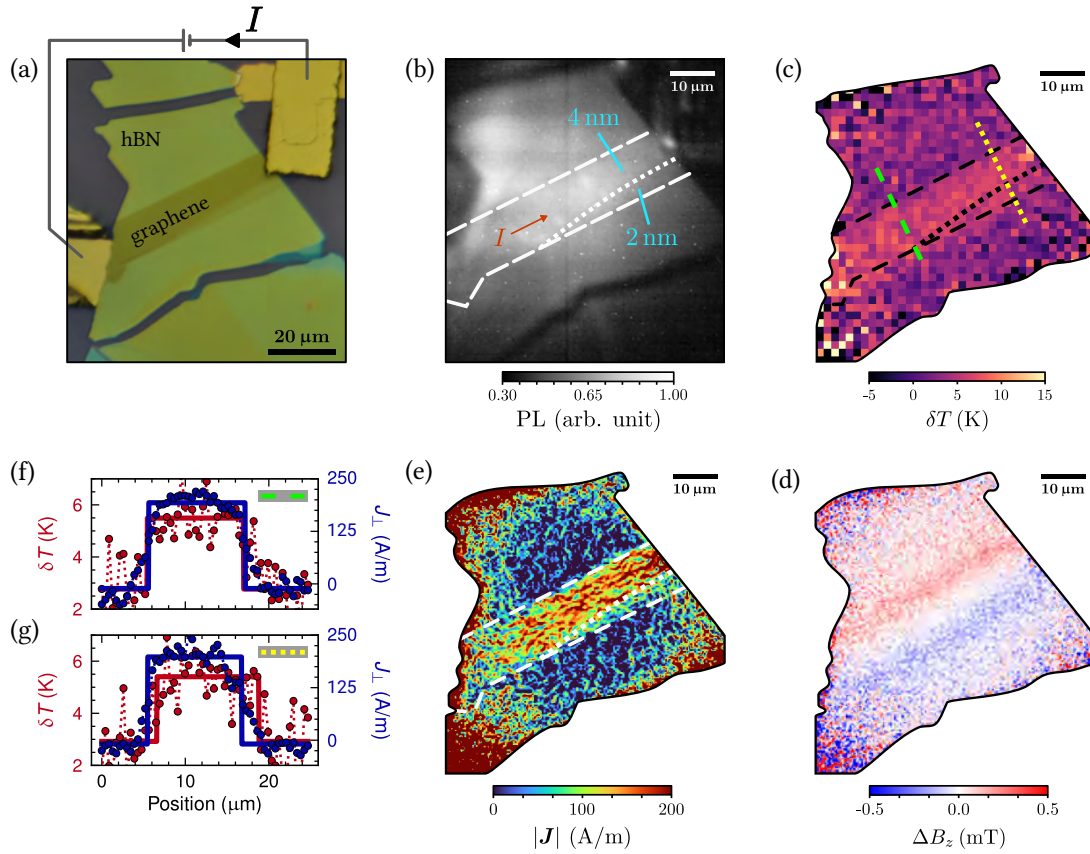 I
(a)
hBN
graphene
20 μm
(b)
10 μm
4 nm
I
2 nm
0.30 0.65 1.00
PL (arb. unit)
(c)
10 μm
-5 0 5 10 15
δT (K)
(f)
6
4
2
δT (K)
250
125
0
J⊥ (A/m)
(g)
6
4
2
δT (K)
250
125
0
J⊥ (A/m)
0 10 20
Position (μm)
(e)
10 μm
0 100 200
|J| (A/m)
(d)
10 μm
-0.5 0.0 0.5
ΔBz (mT)